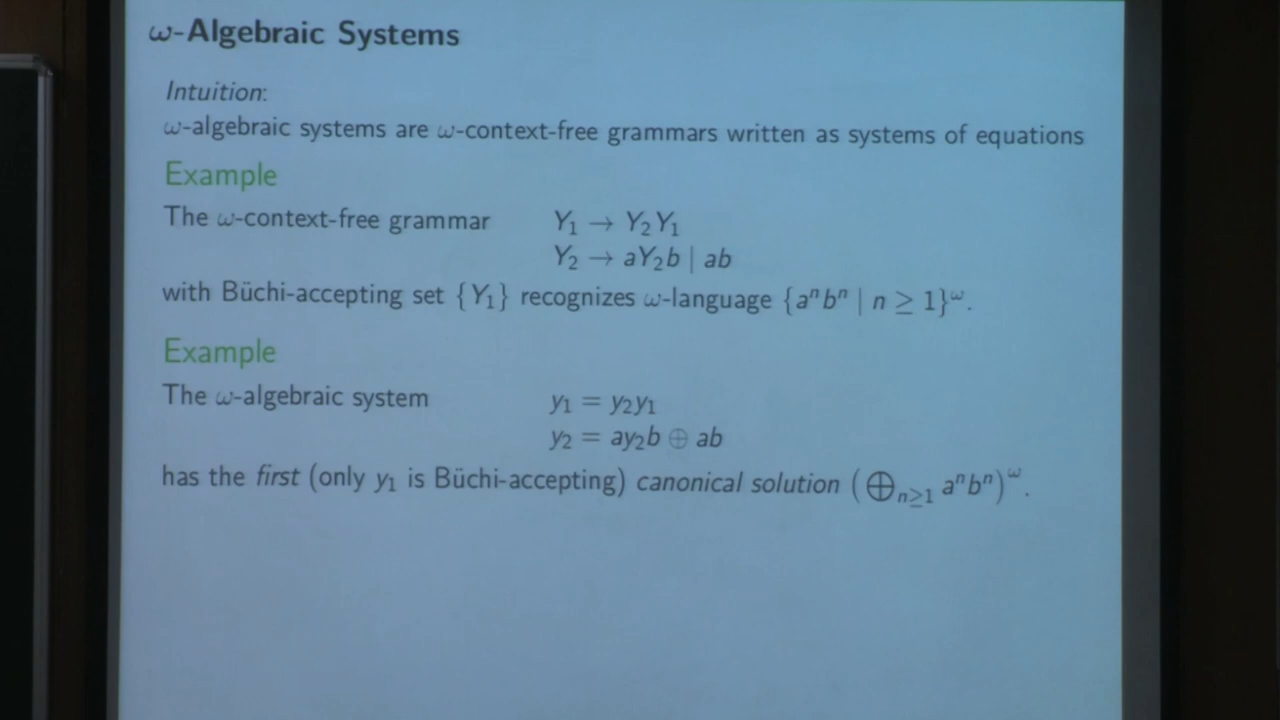 ω-Algebraic Systems
Intuition:
ω-algebraic systems are ω-context-free grammars written as systems of equations
Example
The ω-context-free grammar Y₁ → Y₂Y₁
Y₂ → aY₂b | ab
with Büchi-accepting set {Y₁} recognizes ω-language {aⁿbⁿ | n ≥ 1}^ω.
Example
The ω-algebraic system y₁ = y₂y₁
y₂ = ay₂b ⊕ ab
has the first (only y₁ is Büchi-accepting) canonical solution (⊕_{n≥1} aⁿbⁿ)^ω.